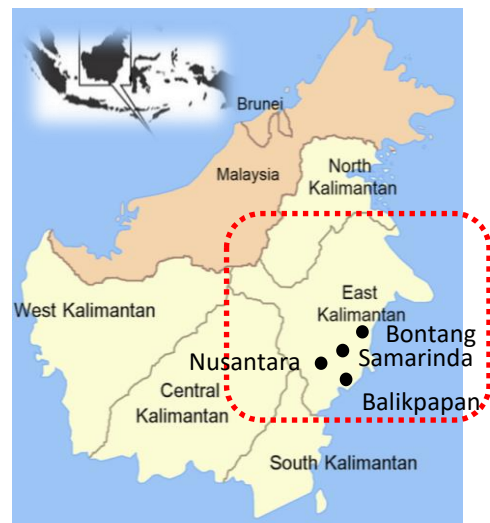 Brunei
Malaysia
North
Kalimantan
West Kalimantan
East
Kalimantan
Bontang
Samarinda
Nusantara
Balikpapan
Central
Kalimantan
South Kalimantan